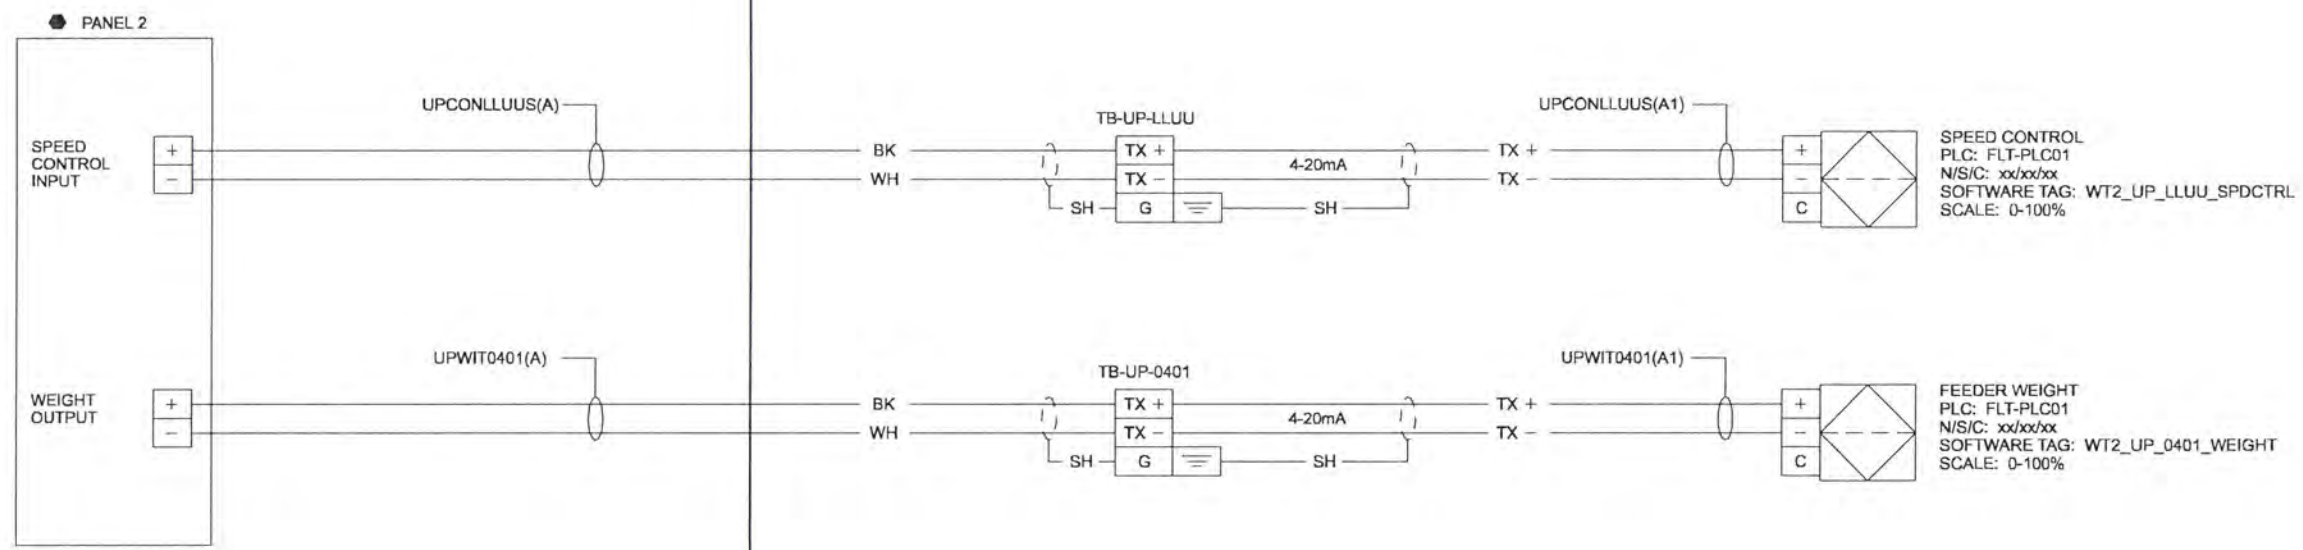 PANEL 2
SPEED
CONTROL
INPUT
+
−
UPCONLLUUS(A)
BK
WH
SH
TB-UP-LLUU
TX +
TX −
G
4-20mA
SH
UPCONLLUUS(A1)
TX +
TX −
+
−
C
SPEED CONTROL
PLC: FLT-PLC01
N/S/C: xx/xx/xx
SOFTWARE TAG: WT2_UP_LLUU_SPDCTRL
SCALE: 0-100%
WEIGHT
OUTPUT
+
−
UPWIT0401(A)
BK
WH
SH
TB-UP-0401
TX +
TX −
G
4-20mA
SH
UPWIT0401(A1)
TX +
TX −
+
−
C
FEEDER WEIGHT
PLC: FLT-PLC01
N/S/C: xx/xx/xx
SOFTWARE TAG: WT2_UP_0401_WEIGHT
SCALE: 0-100%